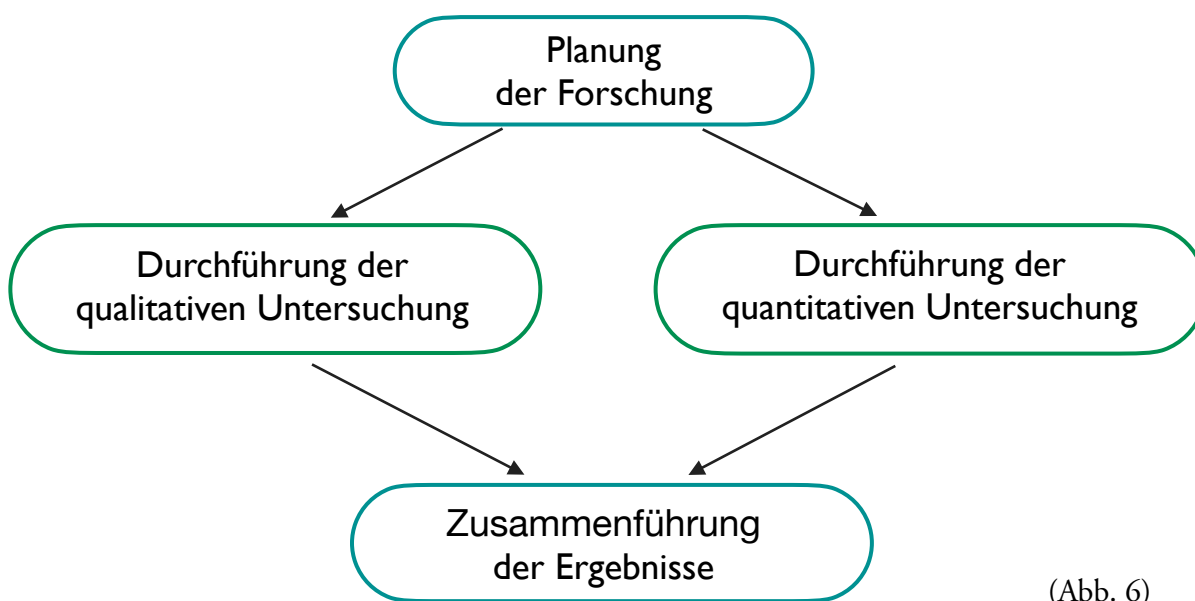 Planung
der Forschung
Durchführung der
qualitativen Untersuchung
Durchführung der
quantitativen Untersuchung
Zusammenführung
der Ergebnisse
(Abb. 6)